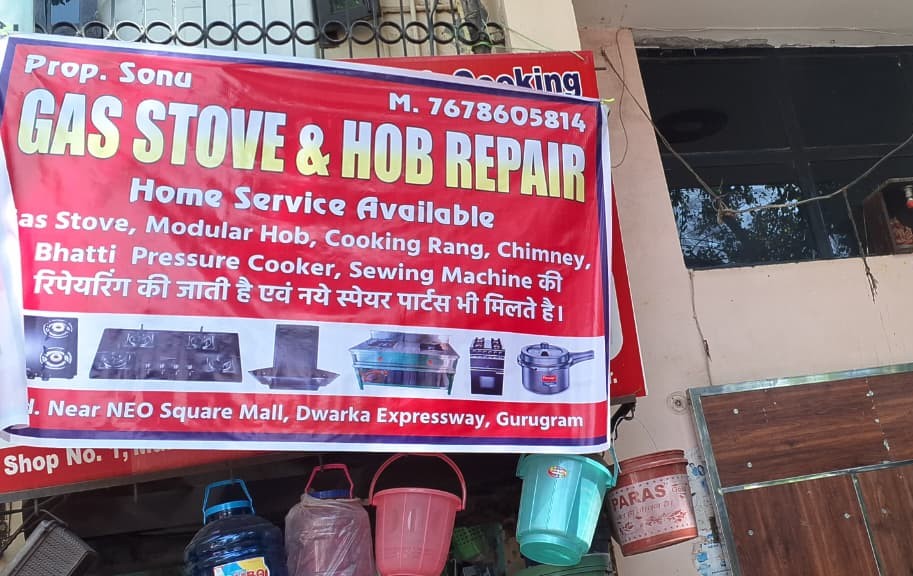 Prop. Sonu
M. 7678605814
GAS STOVE & HOB REPAIR
Home Service Available
as Stove, Modular Hob, Cooking Rang, Chimney,
Bhatti Pressure Cooker, Sewing Machine की
रिपेयरिंग की जाती है एवं नये स्पेयर पार्टस भी मिलते है।
d. Near NEO Square Mall, Dwarka Expressway, Gurugram
Cooking
Shop No. 1,
PARAS